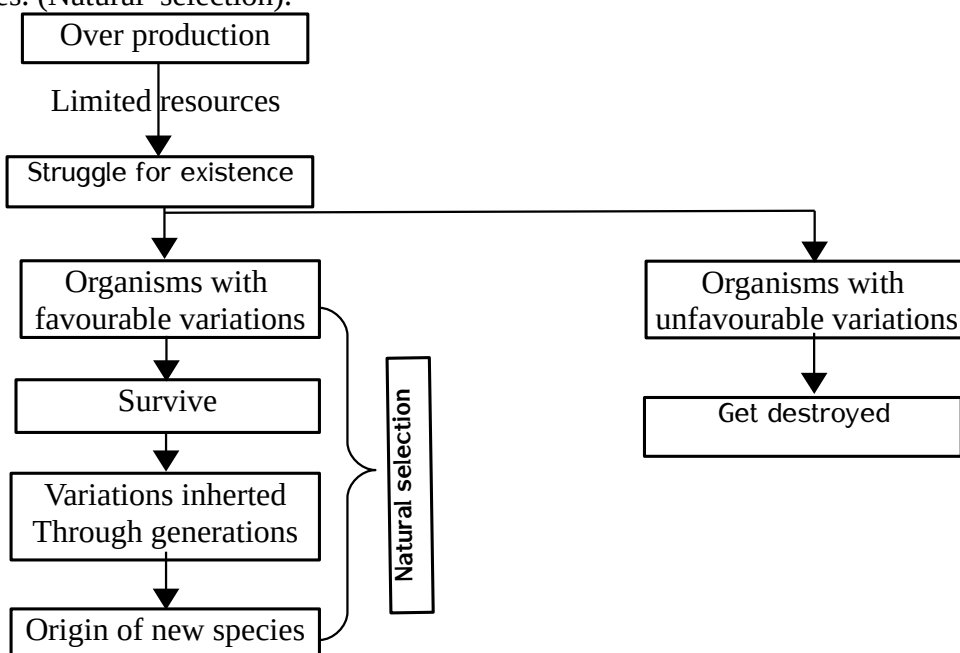 es. (Natural selection).
Over production
Limited resources
Struggle for existence
Organisms with
favourable variations
Organisms with
unfavourable variations
Survive
Get destroyed
Natural selection
Variations inherted
Through generations
Origin of new species